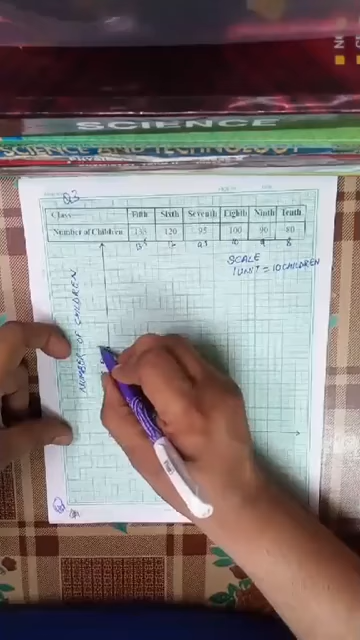 SCIENCE
SCIENCE AND TECHNOLOGY
Q3
Class Fifth Sixth Seventh Eighth Ninth Tenth
Number of Children 135 120 95 100 90 80
SCALE
1 UNIT = 10 CHILDREN
NUMBER OF CHILDREN